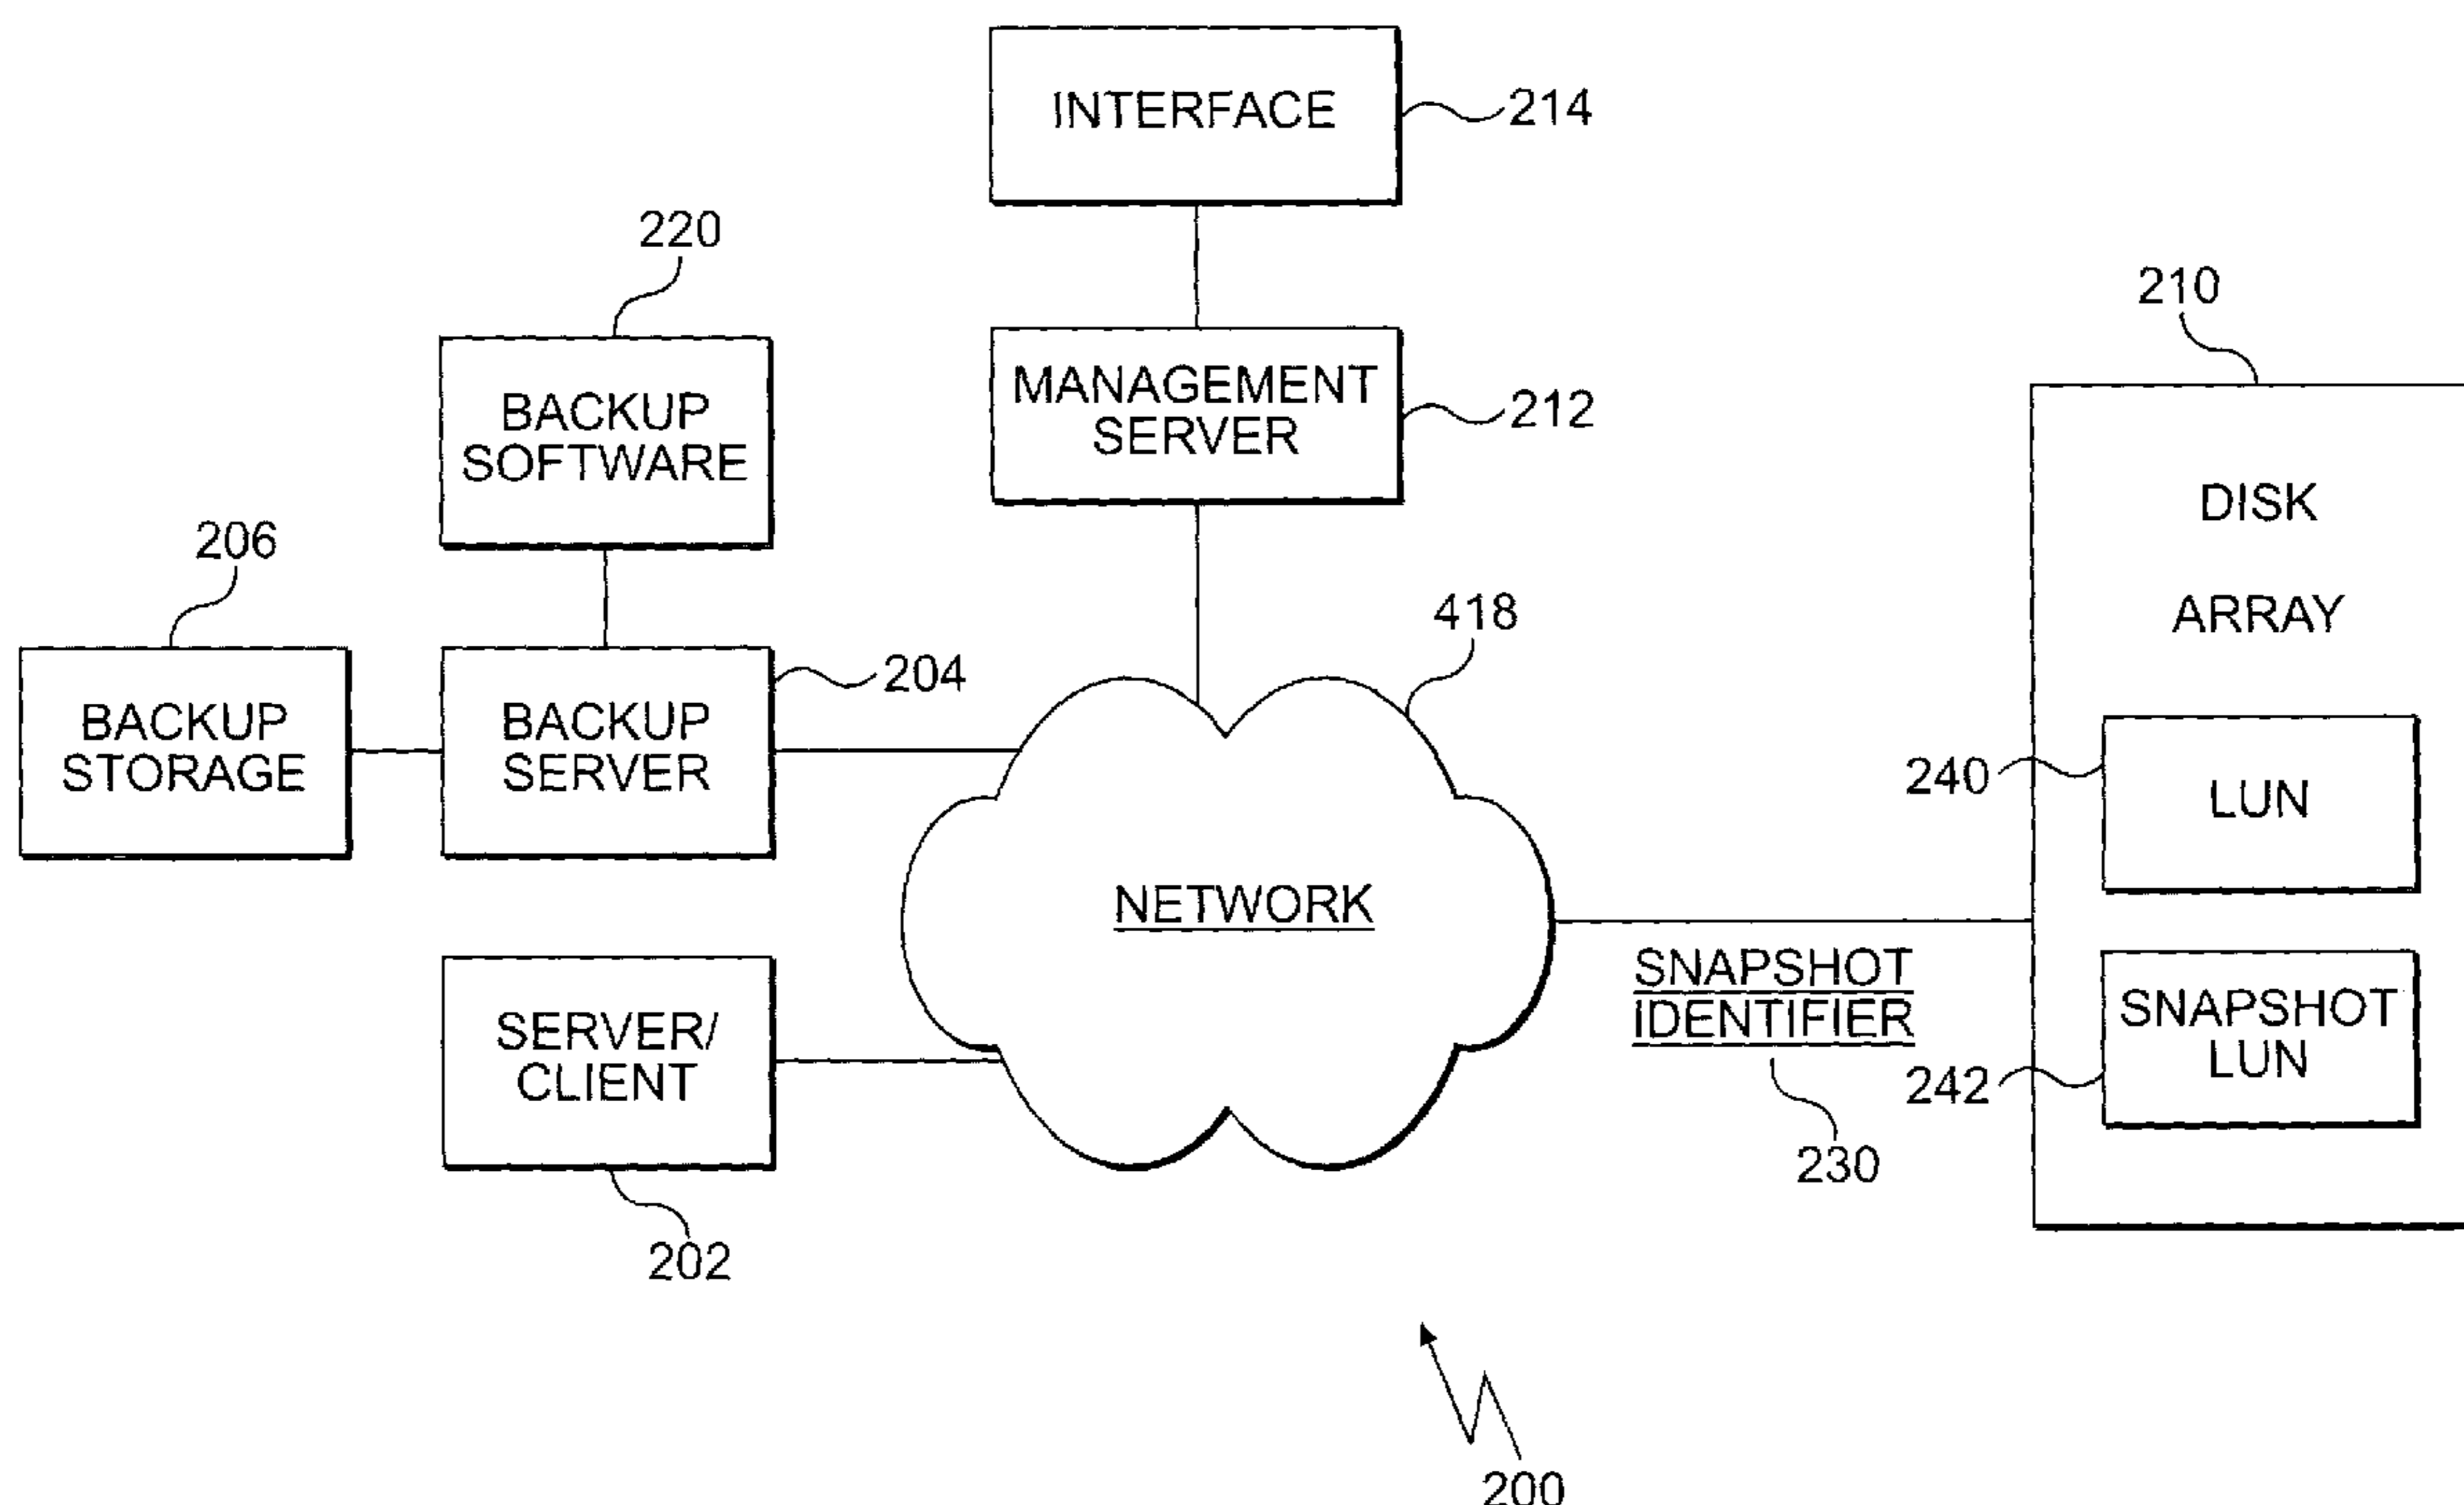 INTERFACE
214
220
MANAGEMENT
SERVER
212
210
BACKUP
SOFTWARE
DISK
ARRAY
206
418
204
BACKUP
STORAGE
BACKUP
SERVER
240
LUN
NETWORK
SNAPSHOT
IDENTIFIER
230
SNAPSHOT
LUN
242
SERVER/
CLIENT
202
200